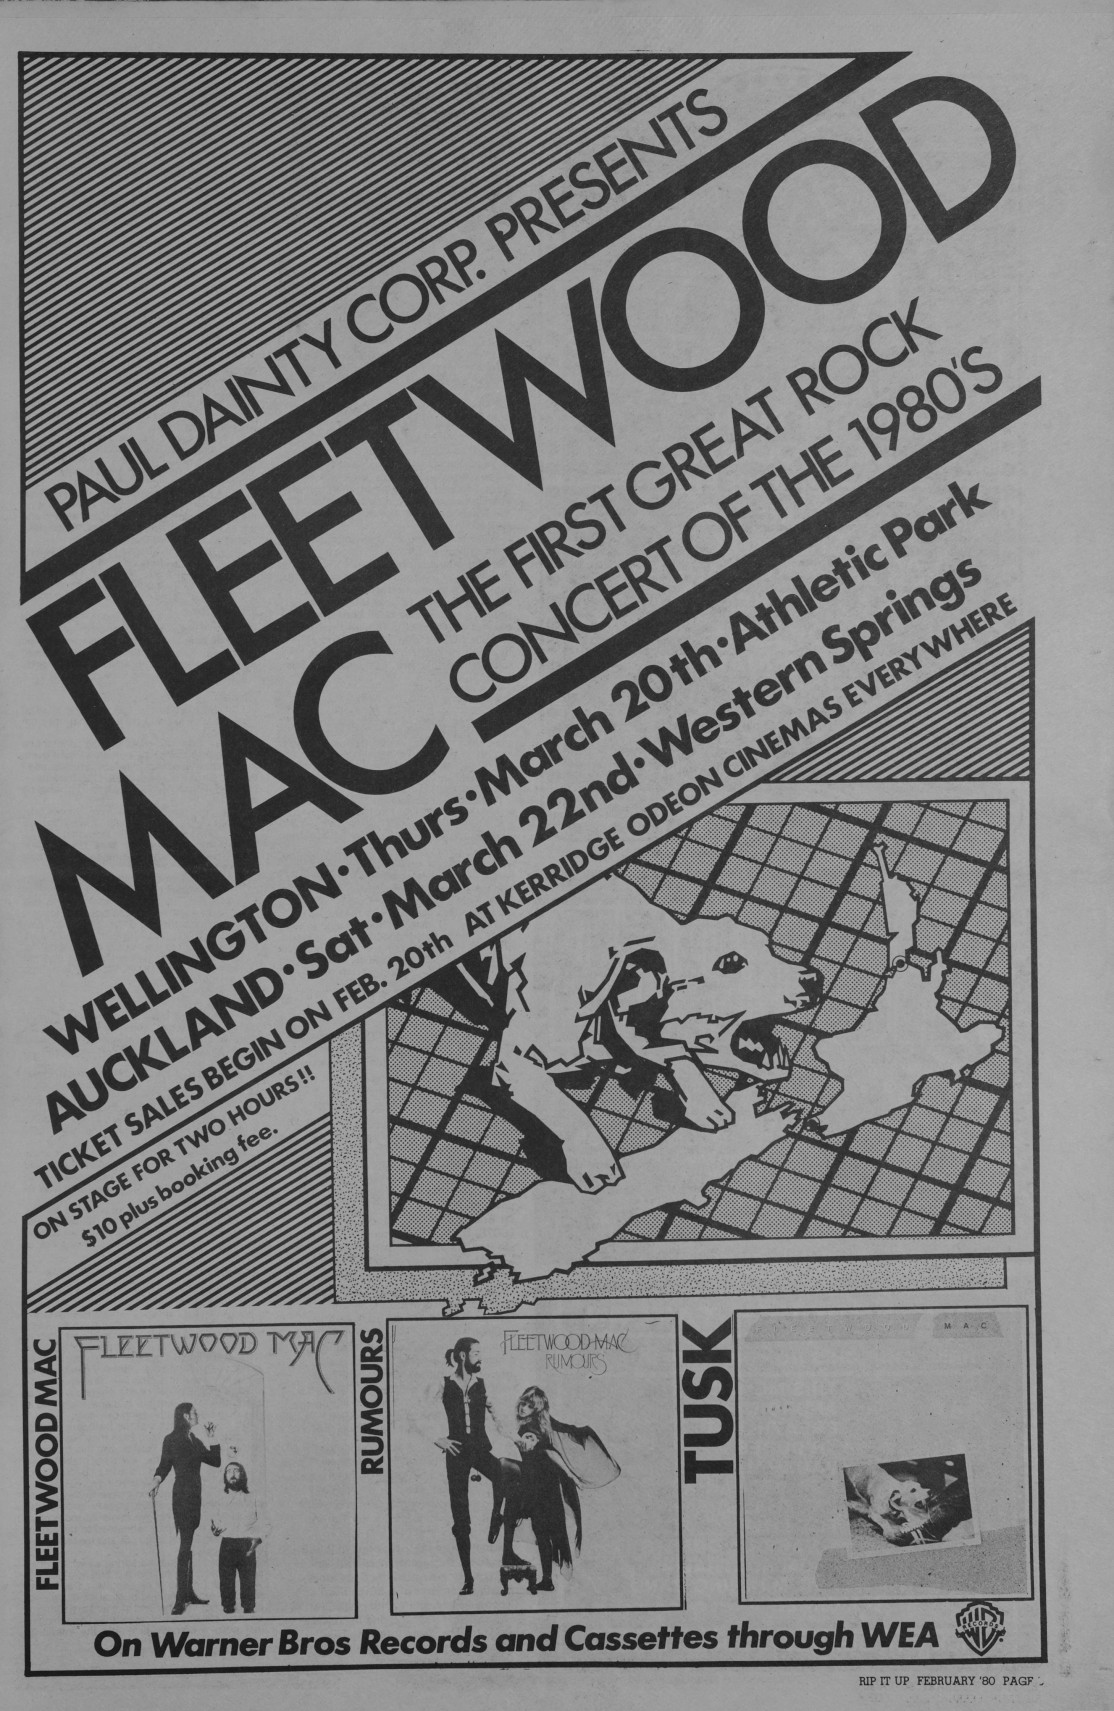 PAUL DAINTY CORP. PRESENTS
FLEETWOOD
MAC
THE FIRST GREAT ROCK
CONCERT OF THE 1980'S
WELLINGTON • Thurs • March 20th • Athletic Park
AUCKLAND • Sat • March 22nd • Western Springs
TICKET SALES BEGIN ON FEB. 20th AT KERRIDGE ODEON CINEMAS EVERYWHERE
ON STAGE FOR TWO HOURS!!
$10 plus booking fee.
FLEETWOOD MAC
FLEETWOOD MAC
RUMOURS
FLEETWOOD MAC
RUMOURS
TUSK
MAC
On Warner Bros Records and Cassettes through WEA
RECORDS
RIP IT UP FEBRUARY '80 PAGE